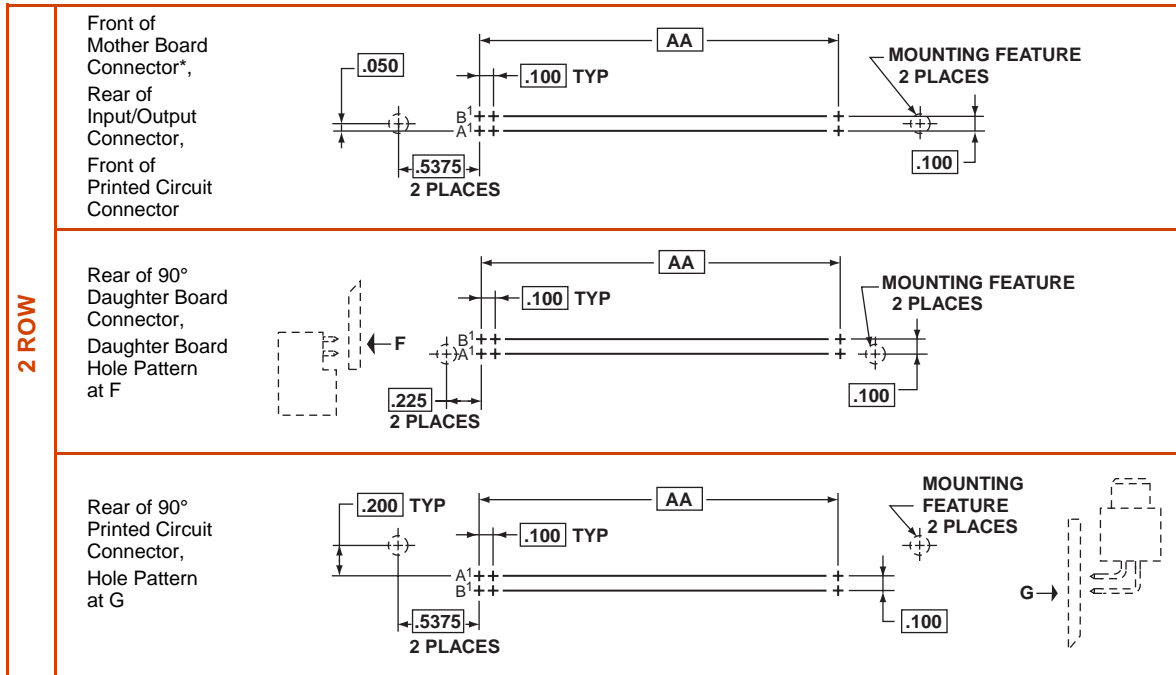 2 ROW
Front of
Mother Board
Connector*,
Rear of
Input/Output
Connector,
Front of
Printed Circuit
Connector
.050
AA
.100 TYP
MOUNTING FEATURE
2 PLACES
B1
A1
.5375
2 PLACES
.100
Rear of 90°
Daughter Board
Connector,
Daughter Board
Hole Pattern
at F
F
AA
.100 TYP
MOUNTING FEATURE
2 PLACES
B1
A1
.225
2 PLACES
.100
Rear of 90°
Printed Circuit
Connector,
Hole Pattern
at G
.200 TYP
AA
.100 TYP
MOUNTING
FEATURE
2 PLACES
A1
B1
.5375
2 PLACES
.100
G